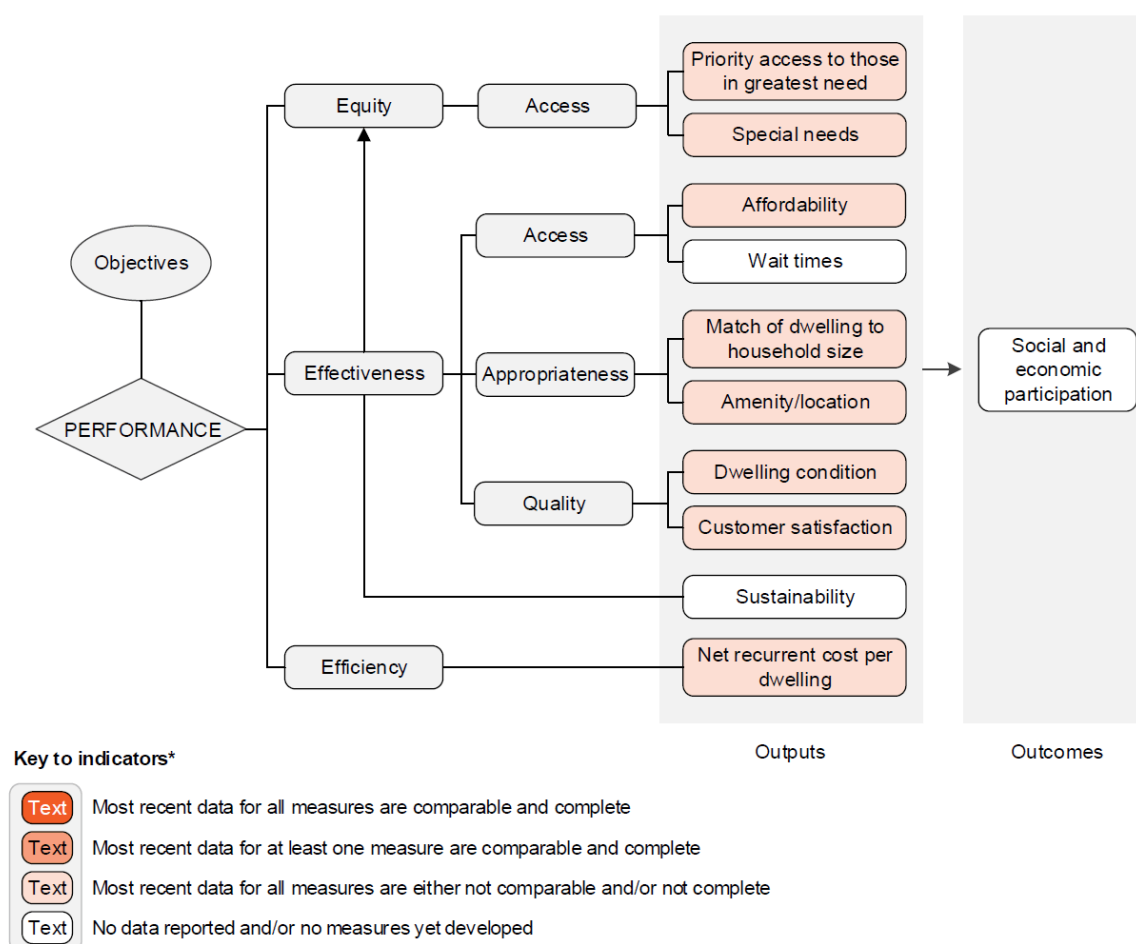 Objectives
PERFORMANCE
Equity
Access
Priority access to those
in greatest need
Special needs
Effectiveness
Access
Affordability
Wait times
Appropriateness
Match of dwelling to
household size
Amenity/location
Quality
Dwelling condition
Customer satisfaction
Sustainability
Efficiency
Net recurrent cost per
dwelling
Social and
economic
participation
Outputs
Outcomes
Key to indicators*
Text Most recent data for all measures are comparable and complete
Text Most recent data for at least one measure are comparable and complete
Text Most recent data for all measures are either not comparable and/or not complete
Text No data reported and/or no measures yet developed